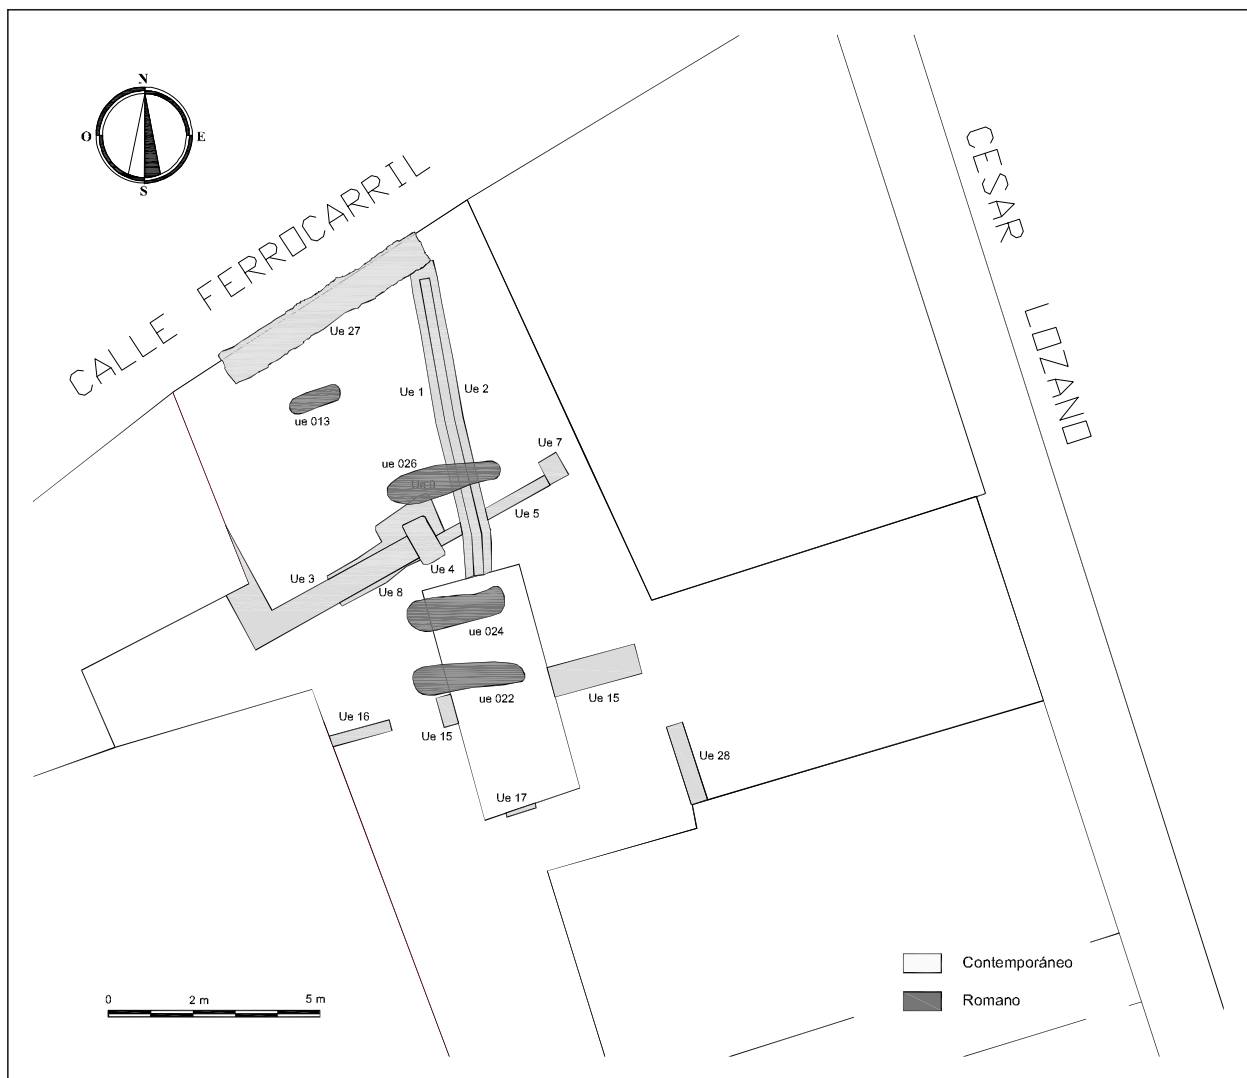 N
O
E
S
CALLE FERROCARRIL
CESAR LOZANO
Ue 27
Ue 1
Ue 2
ue 013
Ue 7
ue 026
Ue 9
Ue 5
Ue 3
Ue 4
Ue 8
ue 024
ue 022
Ue 15
Ue 16
Ue 15
Ue 28
Ue 17
Contemporáneo
Romano
0 2 m 5 m